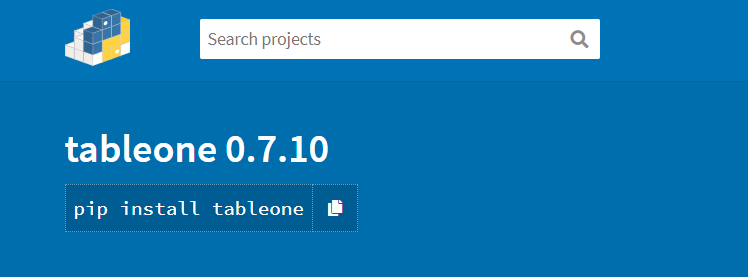 Search projects
tableone 0.7.10
pip install tableone